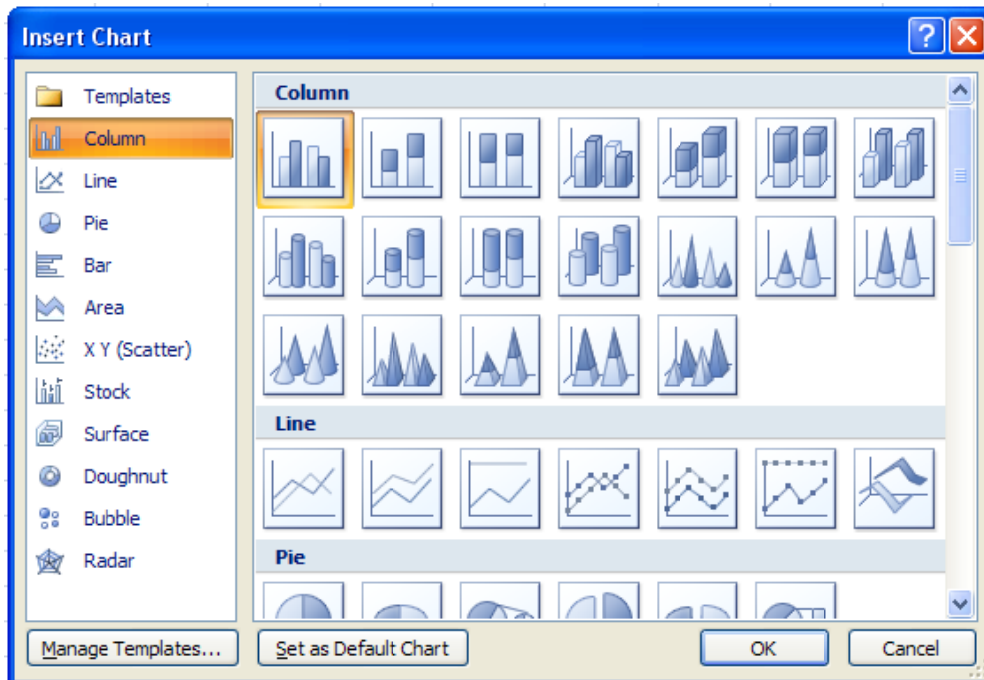 Insert Chart
?
Templates
Column
Line
Pie
Bar
Area
X Y (Scatter)
Stock
Surface
Doughnut
Bubble
Radar
Column
Line
Pie
Manage Templates...
Set as Default Chart
OK
Cancel